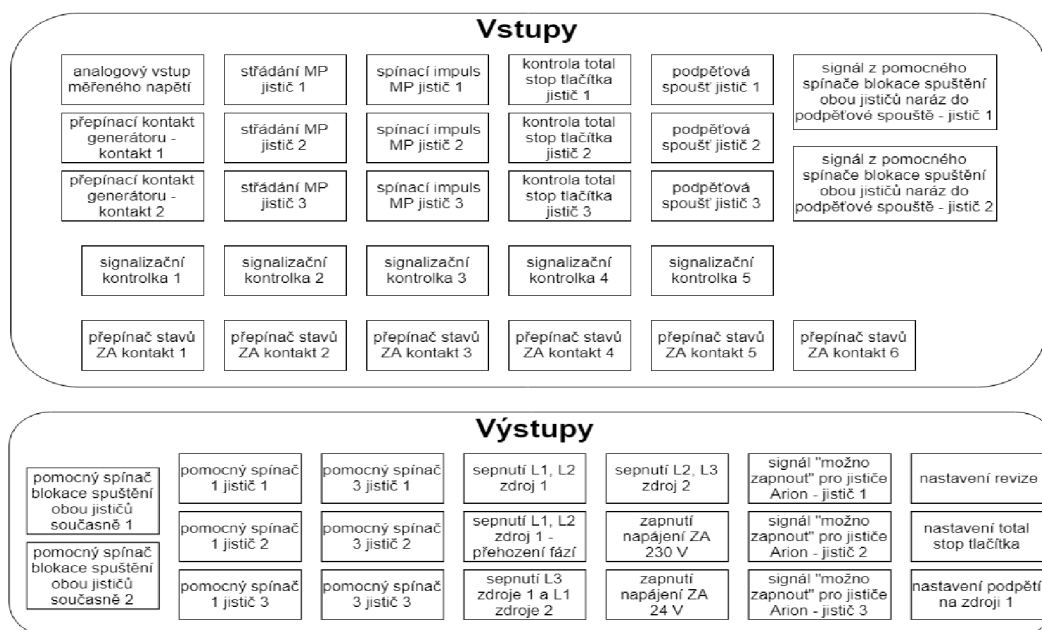 Vstupy
analogový vstup
měřeného napětí
střádání MP
jistič 1
spínací impuls
MP jistič 1
kontrola total
stop tlačítka
jistič 1
podpěťová
spoušť jistič 1
signál z pomocného
spínače blokace spuštění
obou jističů naráz do
podpěťové spouště - jistič 1
přepínací kontakt
generátoru -
kontakt 1
střádání MP
jistič 2
spínací impuls
MP jistič 2
kontrola total
stop tlačítka
jistič 2
podpěťová
spoušť jistič 2
signál z pomocného
spínače blokace spuštění
obou jističů naráz do
podpěťové spouště - jistič 2
přepínací kontakt
generátoru -
kontakt 2
střádání MP
jistič 3
spínací impuls
MP jistič 3
kontrola total
stop tlačítka
jistič 3
podpěťová
spoušť jistič 3
signalizační
kontrolka 1
signalizační
kontrolka 2
signalizační
kontrolka 3
signalizační
kontrolka 4
signalizační
kontrolka 5
přepínač stavů
ZA kontakt 1
přepínač stavů
ZA kontakt 2
přepínač stavů
ZA kontakt 3
přepínač stavů
ZA kontakt 4
přepínač stavů
ZA kontakt 5
přepínač stavů
ZA kontakt 6
Výstupy
pomocný spínač
blokace spuštění
obou jističů
současně 1
pomocný spínač
1 jistič 1
pomocný spínač
3 jistič 1
sepnutí L1, L2
zdroj 1
sepnutí L2, L3
zdroj 2
signál "možno
zapnout" pro jističe
Arion - jistič 1
nastavení revize
pomocný spínač
1 jistič 2
pomocný spínač
3 jistič 2
sepnutí L1, L2
zdroj 1 -
přehození fází
zapnutí
napájení ZA
230 V
signál "možno
zapnout" pro jističe
Arion - jistič 2
nastavení total
stop tlačítka
pomocný spínač
blokace spuštění
obou jističů
současně 2
pomocný spínač
1 jistič 3
pomocný spínač
3 jistič 3
sepnutí L3
zdroje 1 a L1
zdroje 2
zapnutí
napájení ZA
24 V
signál "možno
zapnout" pro jističe
Arion - jistič 3
nastavení podpětí
na zdroji 1